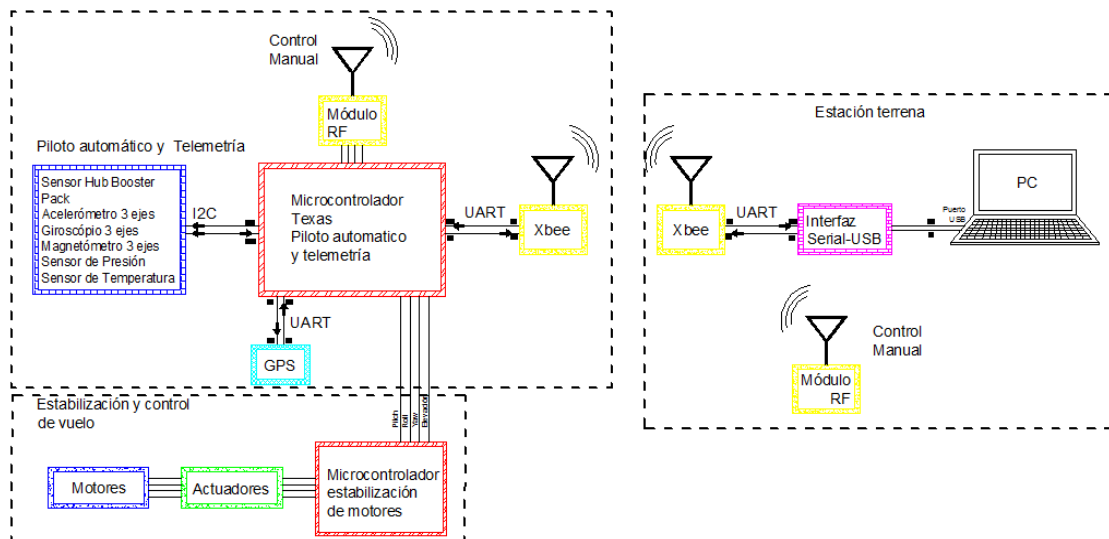 Control
Manual
Módulo
RF
Piloto automático y Telemetría
Sensor Hub Booster
Pack
Acelerómetro 3 ejes
Giroscópio 3 ejes
Magnetómetro 3 ejes
Sensor de Presión
Sensor de Temperatura
I2C
Microcontrolador
Texas
Piloto automatico
y telemetría
UART
Xbee
UART
GPS
Estabilización y control
de vuelo
Pitch
Roll
Yaw
Elevador
Motores
Actuadores
Microcontrolador
estabilización
de motores
Estación terrena
Xbee
UART
Interfaz
Serial-USB
Puerto
USB
PC
Control
Manual
Módulo
RF